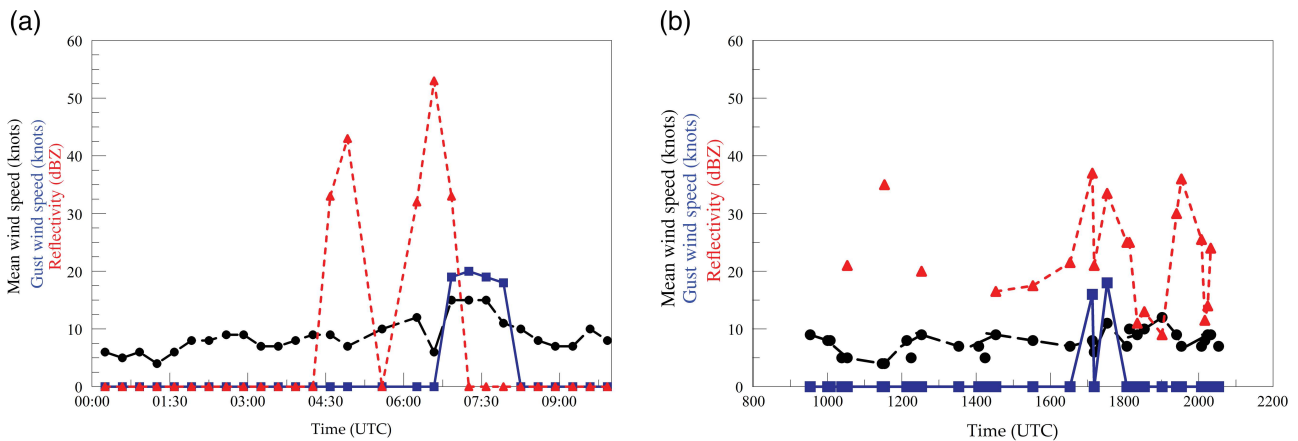 (a)
60
50
40
30
20
10
0
Mean wind speed (knots)
Gust wind speed (knots)
Reflectivity (dBZ)
00:00 01:30 03:00 04:30 06:00 07:30 09:00
Time (UTC)
(b)
60
50
40
30
20
10
0
Mean wind speed (knots)
Gust wind speed (knots)
Reflectivity (dBZ)
800 1000 1200 1400 1600 1800 2000 2200
Time (UTC)